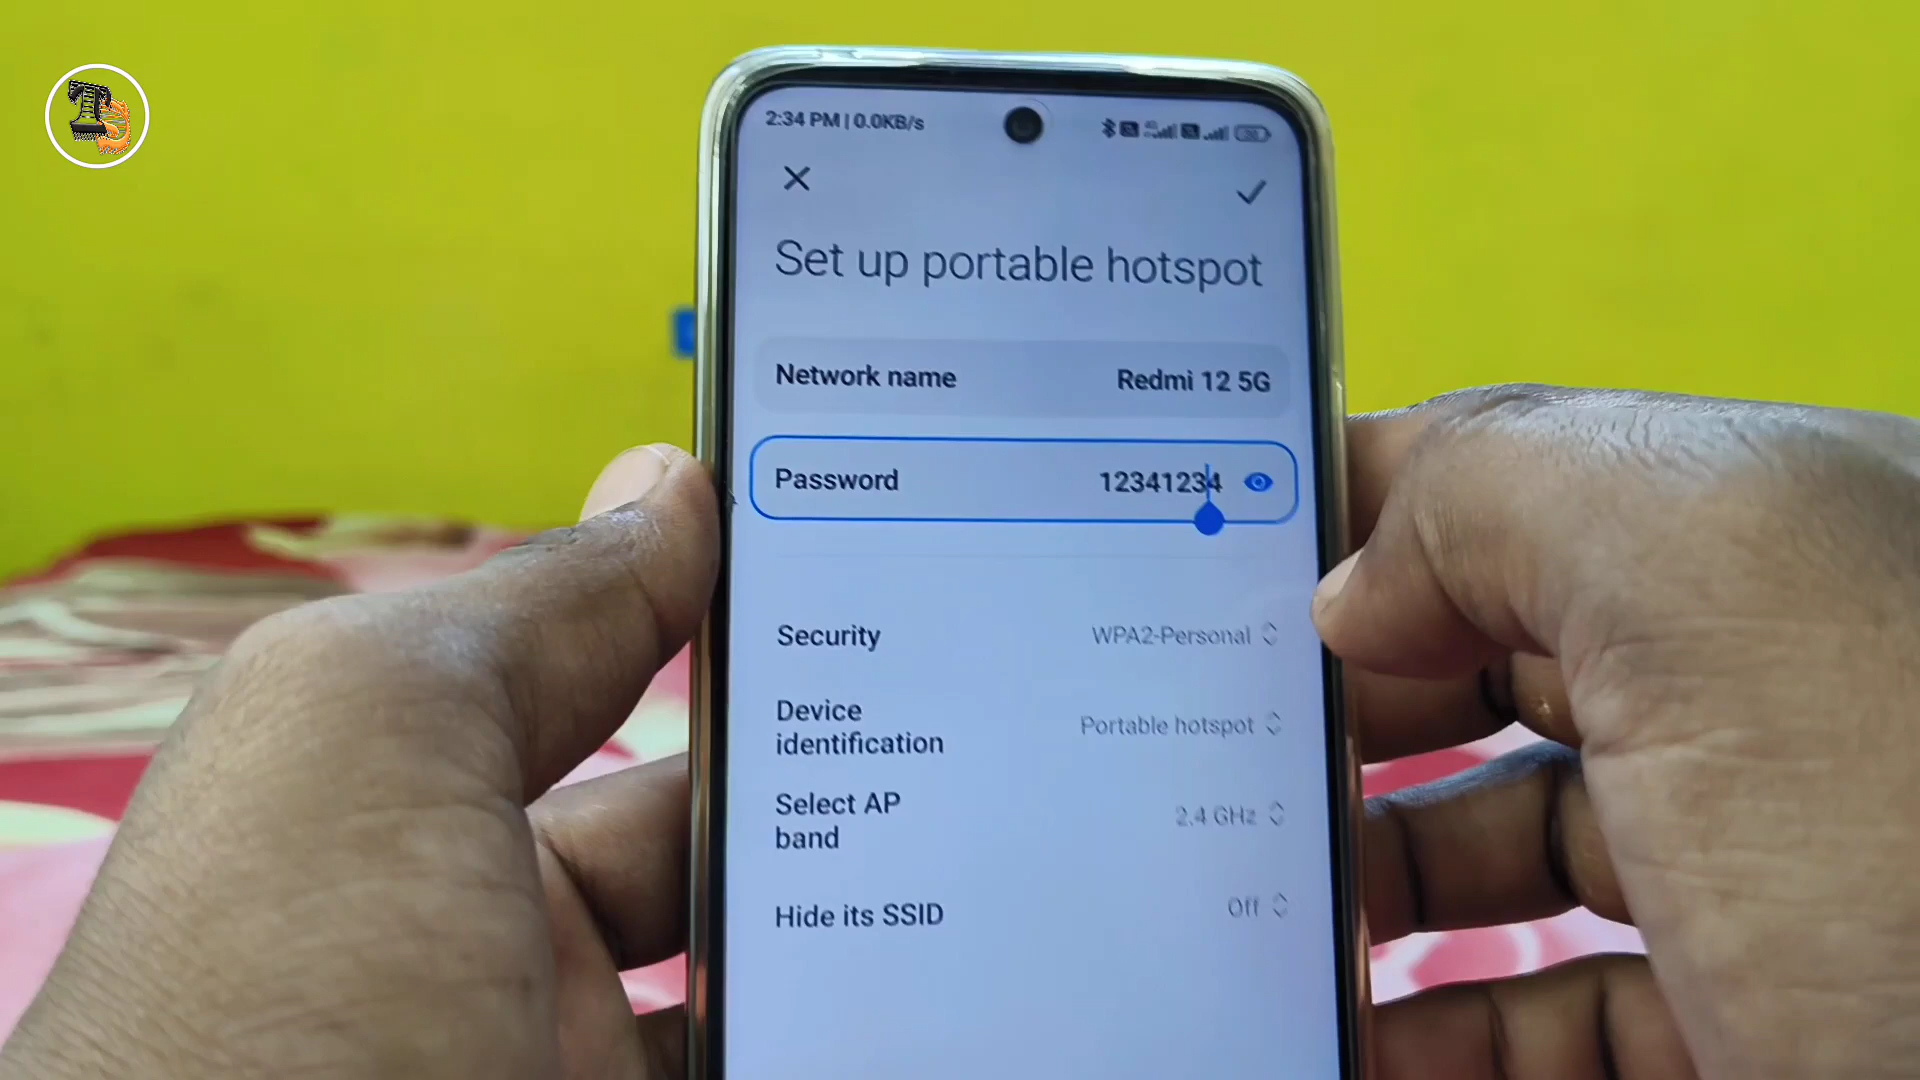 2:34 PM | 0.0KB/s
Set up portable hotspot
Network name Redmi 12 5G
Password 12341234
Security WPA2-Personal
Device
identification Portable hotspot
Select AP
band 2.4 GHz
Hide its SSID Off